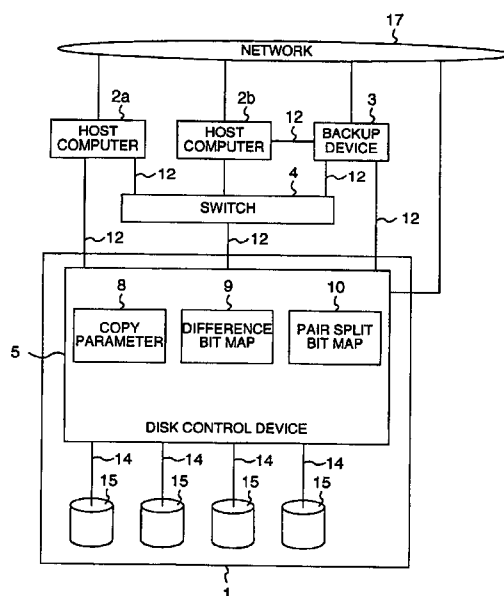 17
NETWORK
2a
HOST
COMPUTER
2b
HOST
COMPUTER
12
3
BACKUP
DEVICE
12
4
12
12
SWITCH
12
12
8
COPY
PARAMETER
9
DIFFERENCE
BIT MAP
10
PAIR SPLIT
BIT MAP
5
DISK CONTROL DEVICE
14
14
14
14
15
15
15
15
1